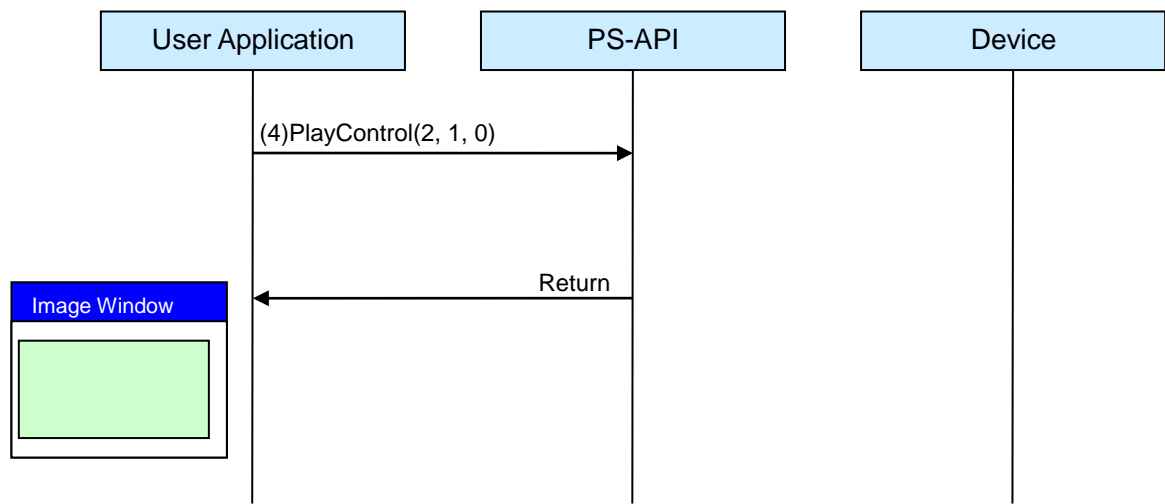 User Application
PS-API
Device
(4)PlayControl(2, 1, 0)
Return
Image Window